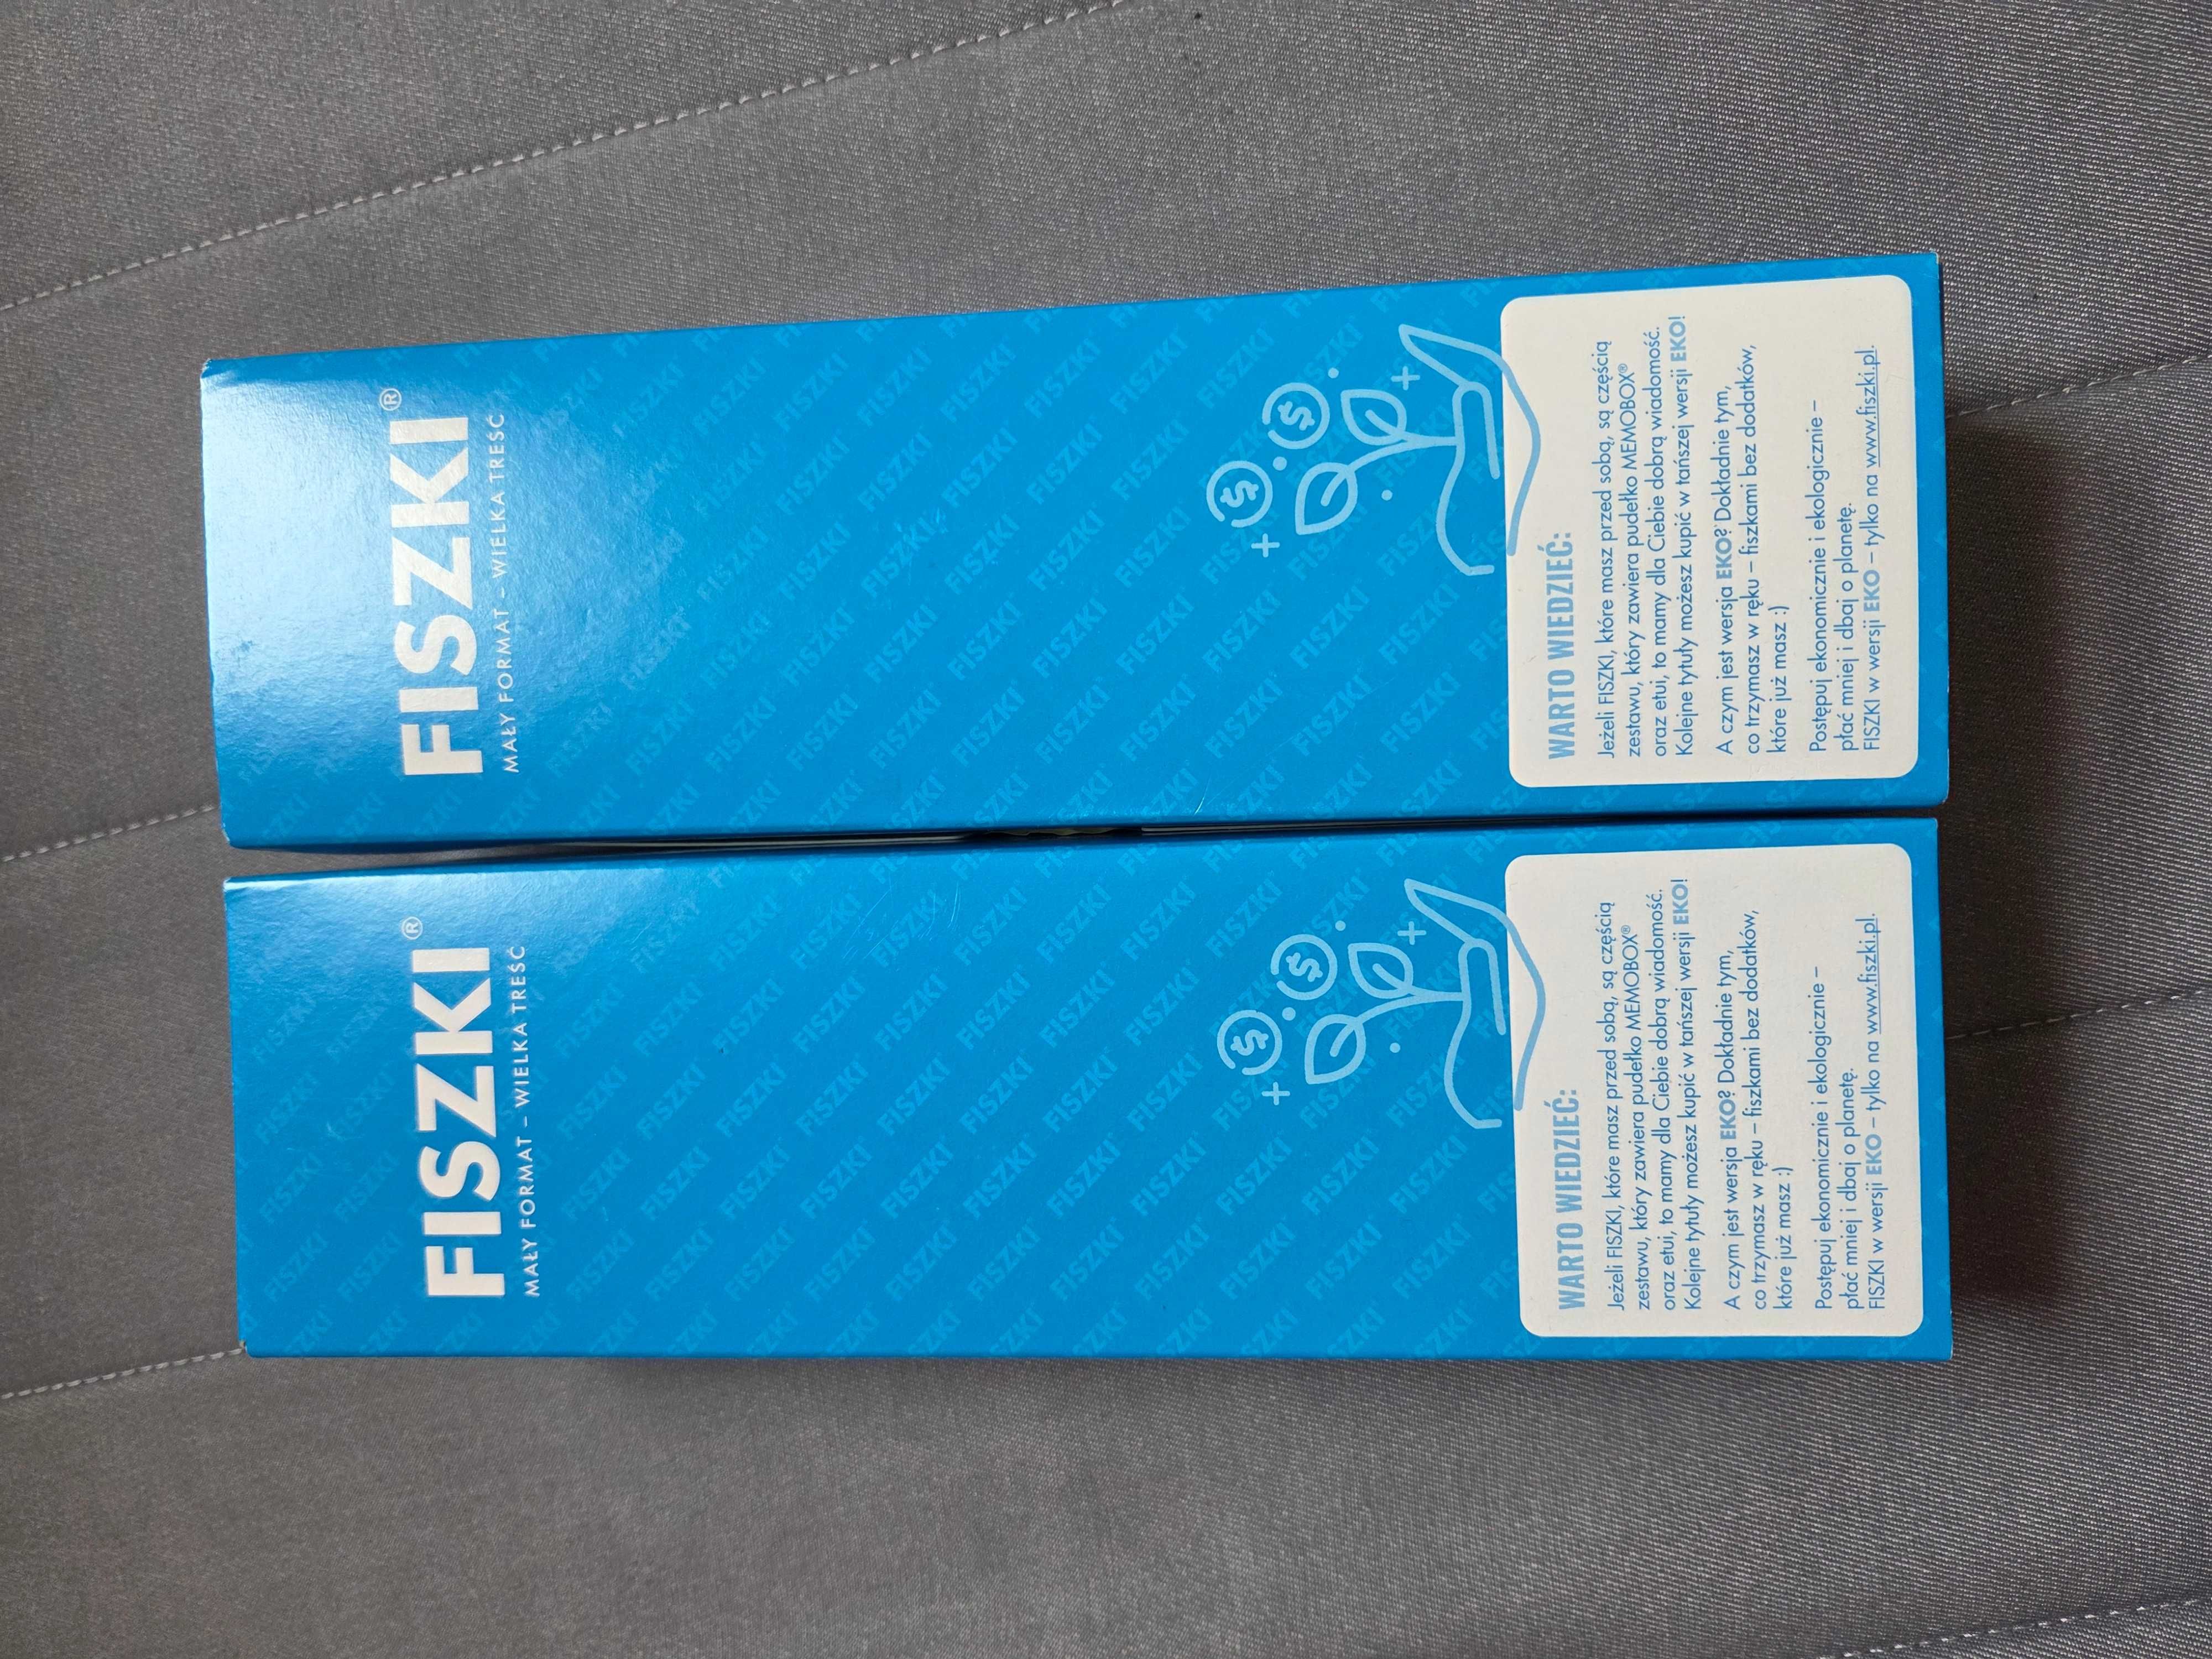 FISZKI®
MAŁY FORMAT – WIELKA TREŚĆ
WARTO WIEDZIEĆ:
Jeżeli FISZKI, które masz przed sobą, są częścią
zestawu, który zawiera pudełko MEMOBOX®
oraz etui, to mamy dla Ciebie dobrą wiadomość.
Kolejne tytuły możesz kupić w tańszej wersji EKO!
A czym jest wersja EKO? Dokładnie tym,
co trzymasz w ręku – fiszkami bez dodatków,
które już masz :)
Postępuj ekonomicznie i ekologicznie –
płać mniej i dbaj o planetę.
FISZKI w wersji EKO – tylko na www.fiszki.pl.
FISZKI®
MAŁY FORMAT – WIELKA TREŚĆ
WARTO WIEDZIEĆ:
Jeżeli FISZKI, które masz przed sobą, są częścią
zestawu, który zawiera pudełko MEMOBOX®
oraz etui, to mamy dla Ciebie dobrą wiadomość.
Kolejne tytuły możesz kupić w tańszej wersji EKO!
A czym jest wersja EKO? Dokładnie tym,
co trzymasz w ręku – fiszkami bez dodatków,
które już masz :)
Postępuj ekonomicznie i ekologicznie –
płać mniej i dbaj o planetę.
FISZKI w wersji EKO – tylko na www.fiszki.pl.